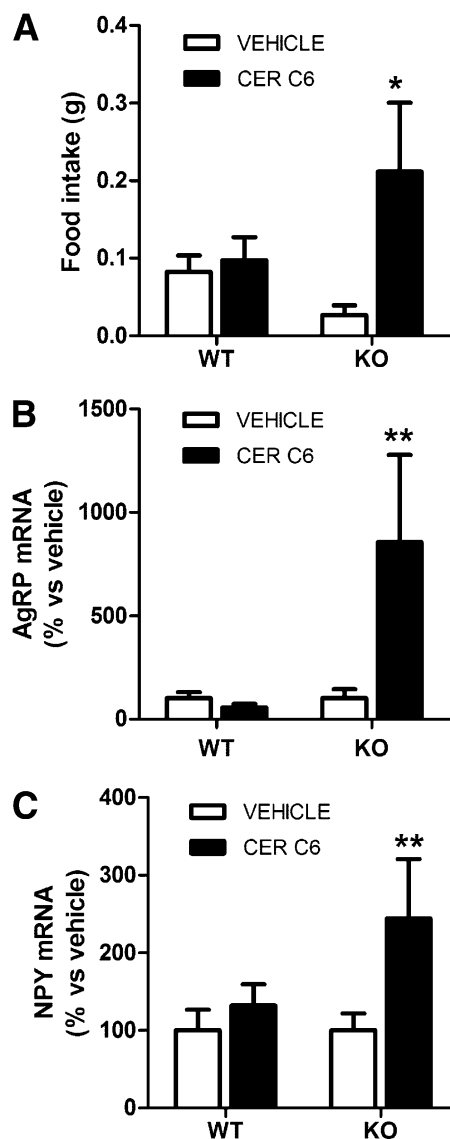 A
VEHICLE
CER C6
Food intake (g)
0.4
0.3
0.2
0.1
0.0
*
WT
KO
B
VEHICLE
CER C6
AgRP mRNA
(% vs vehicle)
1500
1000
500
0
**
WT
KO
C
VEHICLE
CER C6
NPY mRNA
(% vs vehicle)
400
300
200
100
0
**
WT
KO